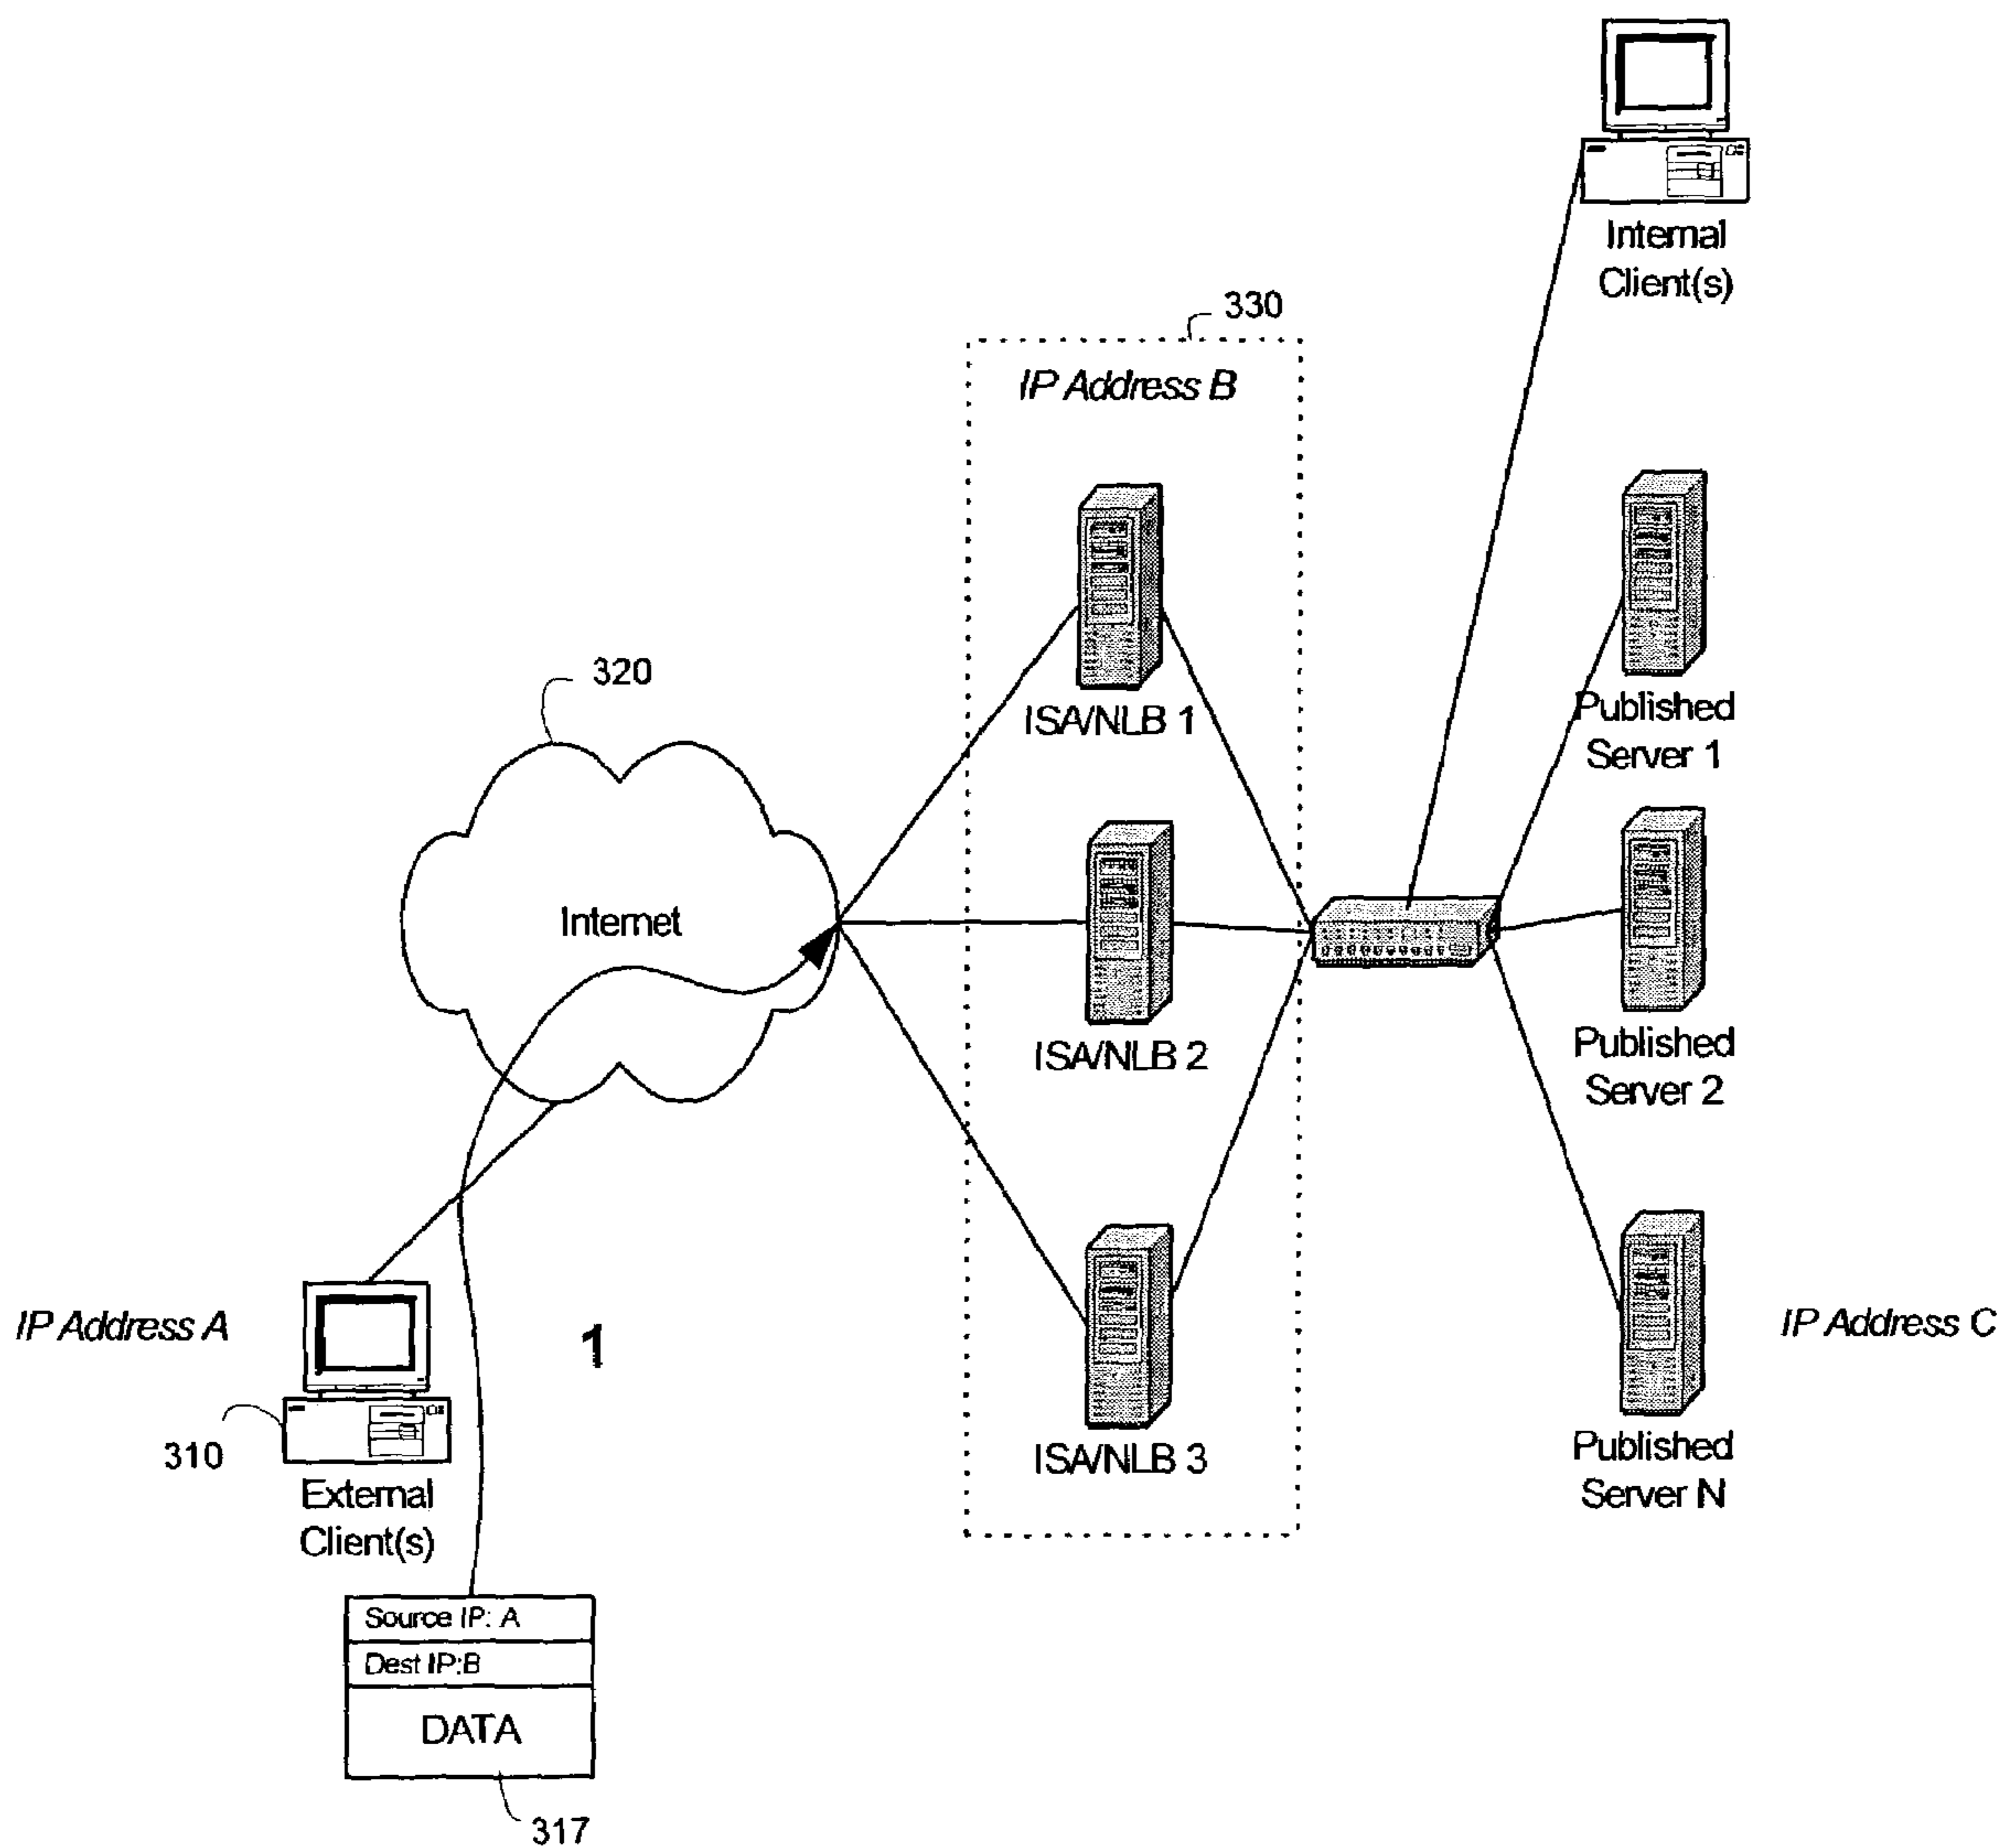 Internal
Client(s)
330
IP Address B
320
ISA/NLB 1
Published
Server 1
Internet
ISA/NLB 2
Published
Server 2
IP Address A
1
IP Address C
310
External
Client(s)
ISA/NLB 3
Published
Server N
Source IP: A
Dest IP:B
DATA
317